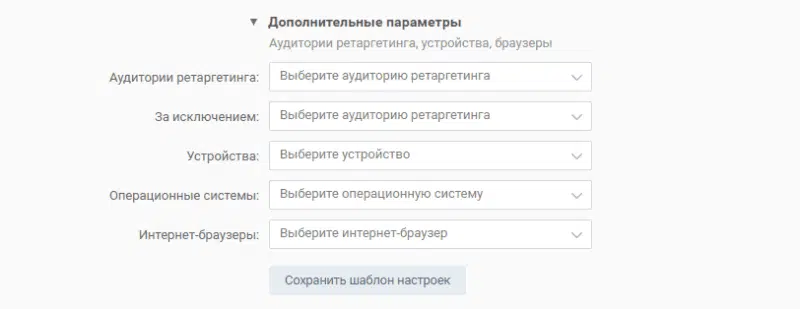 Дополнительные параметры
Аудитории ретаргетинга, устройства, браузеры
Аудитории ретаргетинга: Выберите аудиторию ретаргетинга
За исключением: Выберите аудиторию ретаргетинга
Устройства: Выберите устройство
Операционные системы: Выберите операционную систему
Интернет-браузеры: Выберите интернет-браузер
Сохранить шаблон настроек